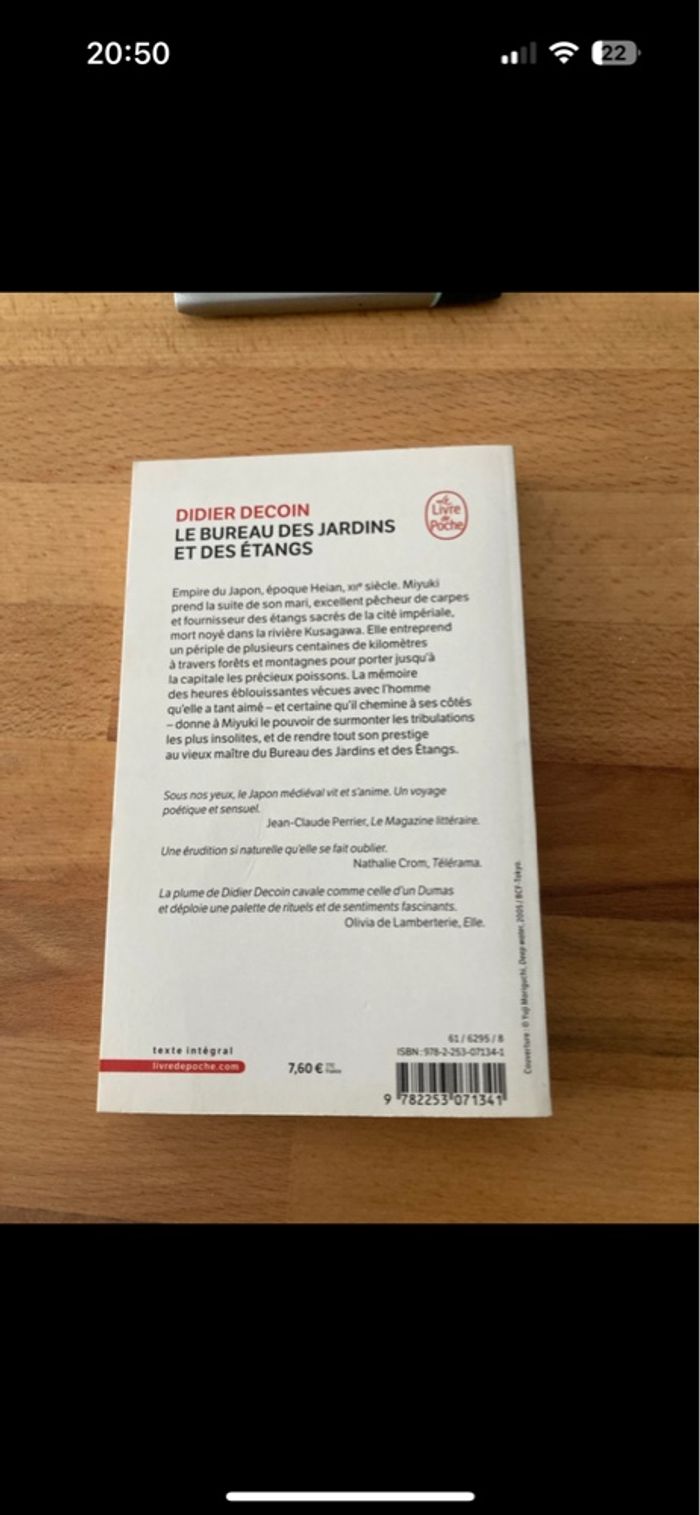 20:50
22
DIDIER DECOIN
LE BUREAU DES JARDINS
ET DES ÉTANGS
Le
Livre
de
Poche
Empire du Japon, époque Heian, XIIe siècle. Miyuki
prend la suite de son mari, excellent pêcheur de carpes
et fournisseur des étangs sacrés de la cité impériale,
mort noyé dans la rivière Kusagawa. Elle entreprend
un périple de plusieurs centaines de kilomètres
à travers forêts et montagnes pour porter jusqu'à
la capitale les précieux poissons. La mémoire
des heures éblouissantes vécues avec l'homme
qu'elle a tant aimé – et certaine qu'il chemine à ses côtés
– donne à Miyuki le pouvoir de surmonter les tribulations
les plus insolites, et de rendre tout son prestige
au vieux maître du Bureau des Jardins et des Étangs.
Sous nos yeux, le Japon médiéval vit et s'anime. Un voyage
poétique et sensuel.
Jean-Claude Perrier, Le Magazine littéraire.
Une érudition si naturelle qu'elle se fait oublier.
Nathalie Crom, Télérama.
La plume de Didier Decoin cavale comme celle d'un Dumas
et déploie une palette de rituels et de sentiments fascinants.
Olivia de Lamberterie, Elle.
texte intégral
livredepoche.com
7,60 €
61 / 6295 / 8
ISBN : 978-2-253-07134-1
9 782253 071341
Couverture : © Yuji Moriguchi, Deep water, 2005 / BCF-Tokyo.